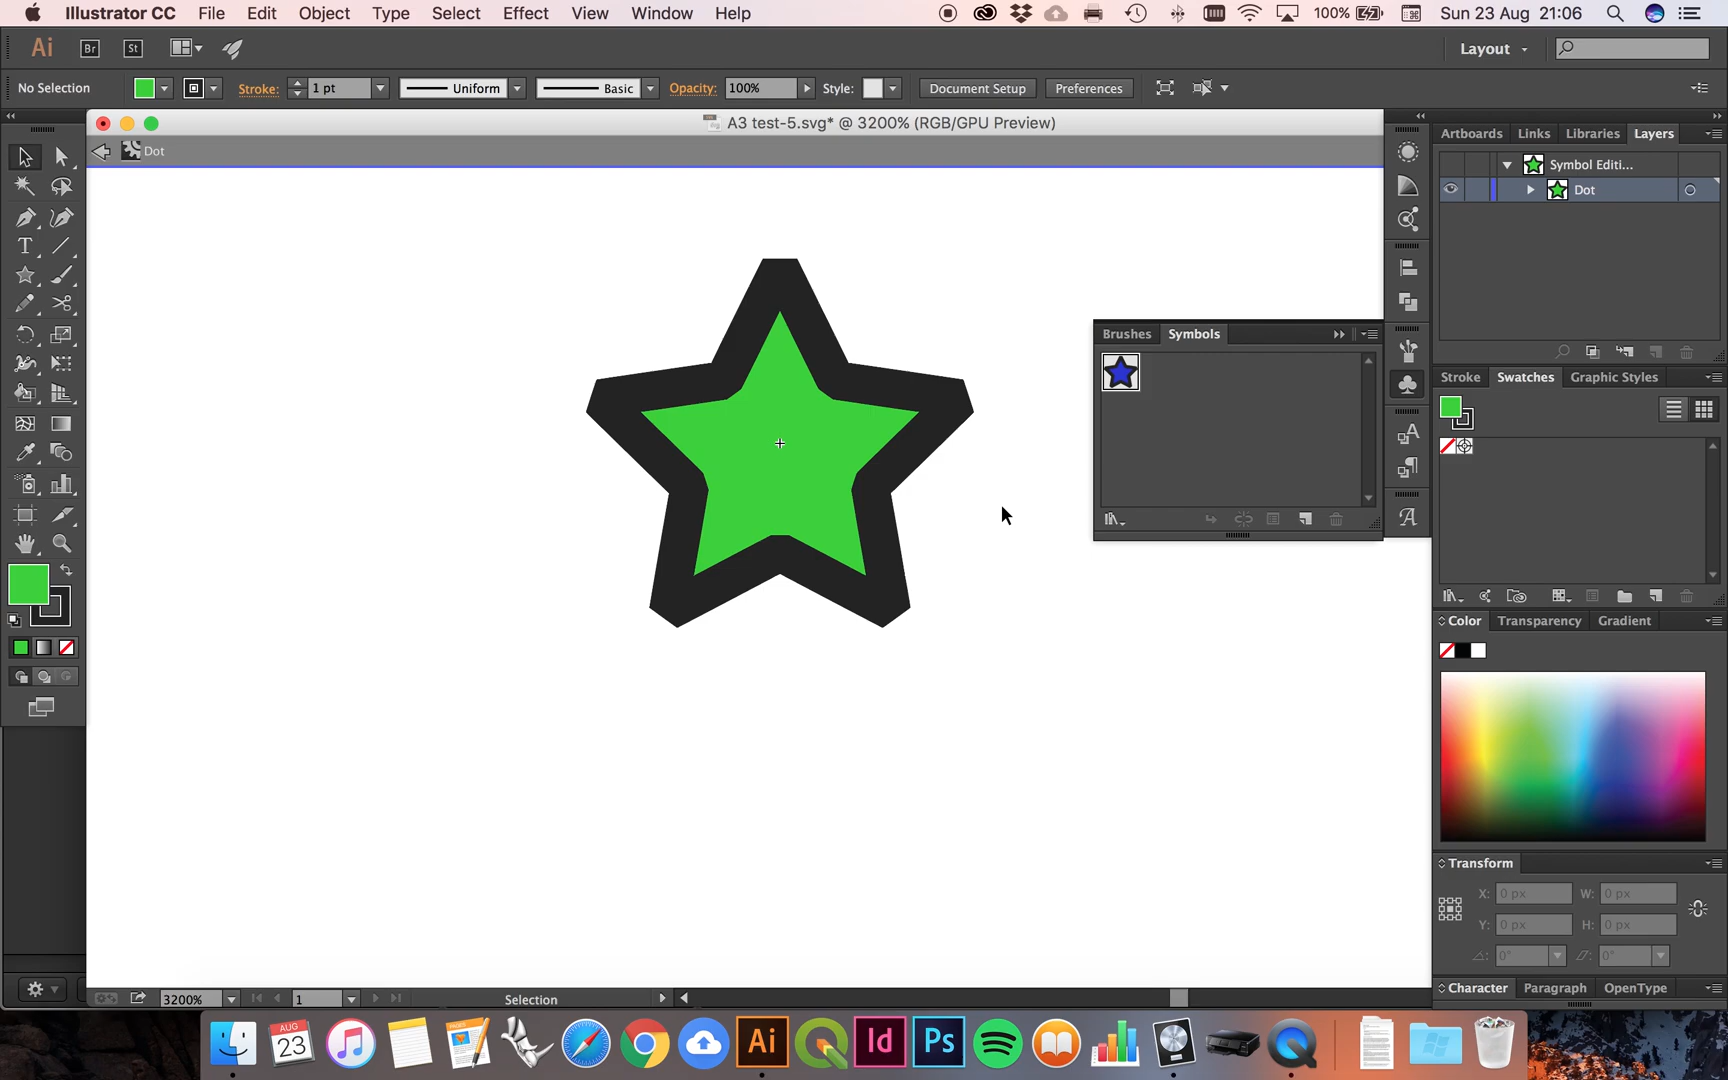 Illustrator CC File Edit Object Type Select Effect View Window Help
100% Sun 23 Aug 21:06
Ai Br St Layout
No Selection Stroke: 1 pt Uniform Basic Opacity: 100% Style: Document Setup Preferences
A3 test-5.svg* @ 3200% (RGB/GPU Preview)
Dot
Artboards Links Libraries Layers
Symbol Editi...
Dot
Brushes Symbols
Stroke Swatches Graphic Styles
Color Transparency Gradient
Transform
X: 0 px W: 0 px
Y: 0 px H: 0 px
0° 0°
Character Paragraph OpenType
3200% 1 Selection
AUG
23
Ai Id Ps